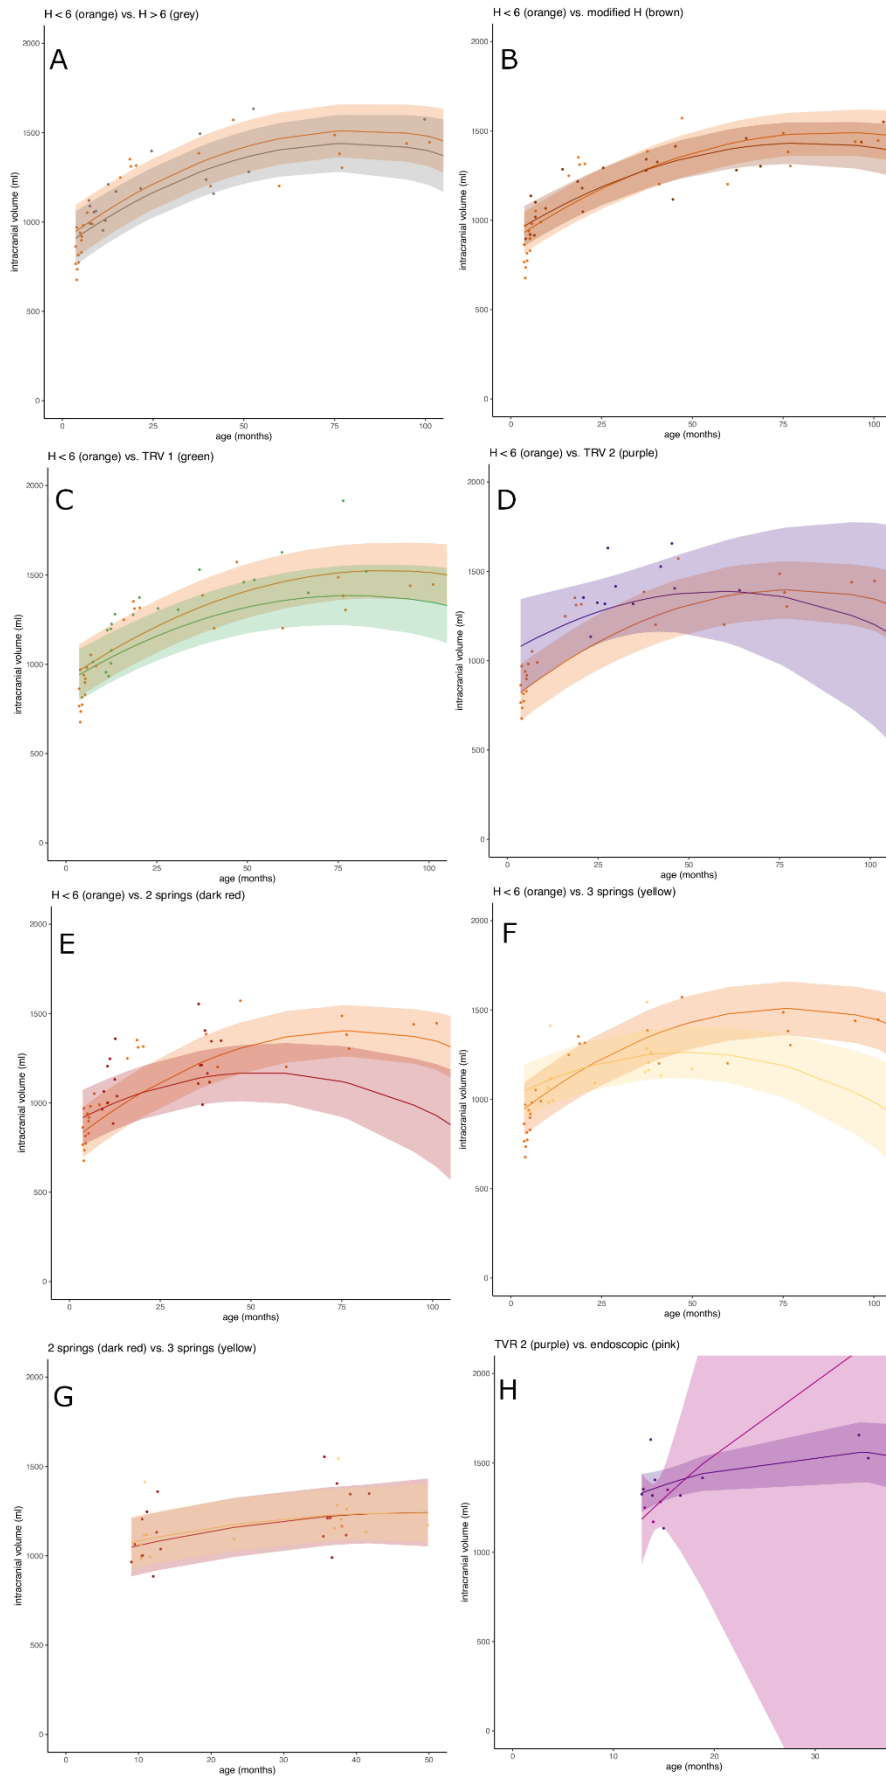 H < 6 (orange) vs. H > 6 (grey)
A
2000
1500
1000
500
0
intracranial volume (ml)
0 25 50 75 100
age (months)
H < 6 (orange) vs. modified H (brown)
B
2000
1500
1000
500
0
intracranial volume (ml)
0 25 50 75 100
age (months)
H < 6 (orange) vs. TRV 1 (green)
C
2000
1500
1000
500
0
intracranial volume (ml)
0 25 50 75 100
age (months)
H < 6 (orange) vs. TRV 2 (purple)
D
2000
1500
1000
500
0
intracranial volume (ml)
0 25 50 75 100
age (months)
H < 6 (orange) vs. 2 springs (dark red)
E
2000
1500
1000
500
0
intracranial volume (ml)
0 25 50 75 100
age (months)
H < 6 (orange) vs. 3 springs (yellow)
F
2000
1500
1000
500
0
intracranial volume (ml)
0 25 50 75 100
age (months)
2 springs (dark red) vs. 3 springs (yellow)
G
2000
1500
1000
500
0
intracranial volume (ml)
0 10 20 30 40 50
age (months)
TVR 2 (purple) vs. endoscopic (pink)
H
2000
1500
1000
500
0
intracranial volume (ml)
0 10 20 30
age (months)